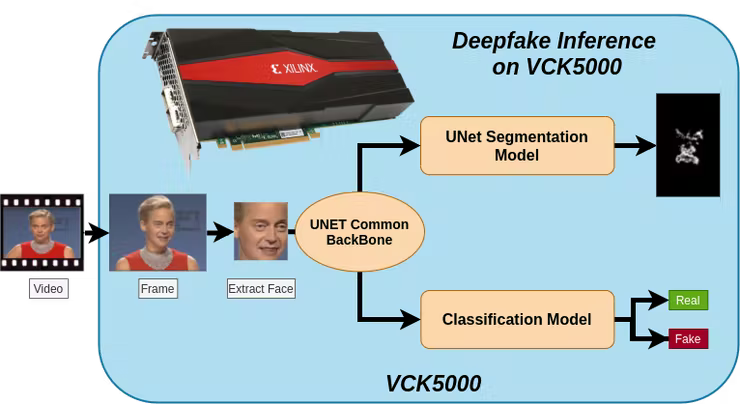 Deepfake Inference
on VCK5000
XILINX
UNet Segmentation
Model
UNET Common
BackBone
Video
Frame
Extract Face
Classification Model
Real
Fake
VCK5000